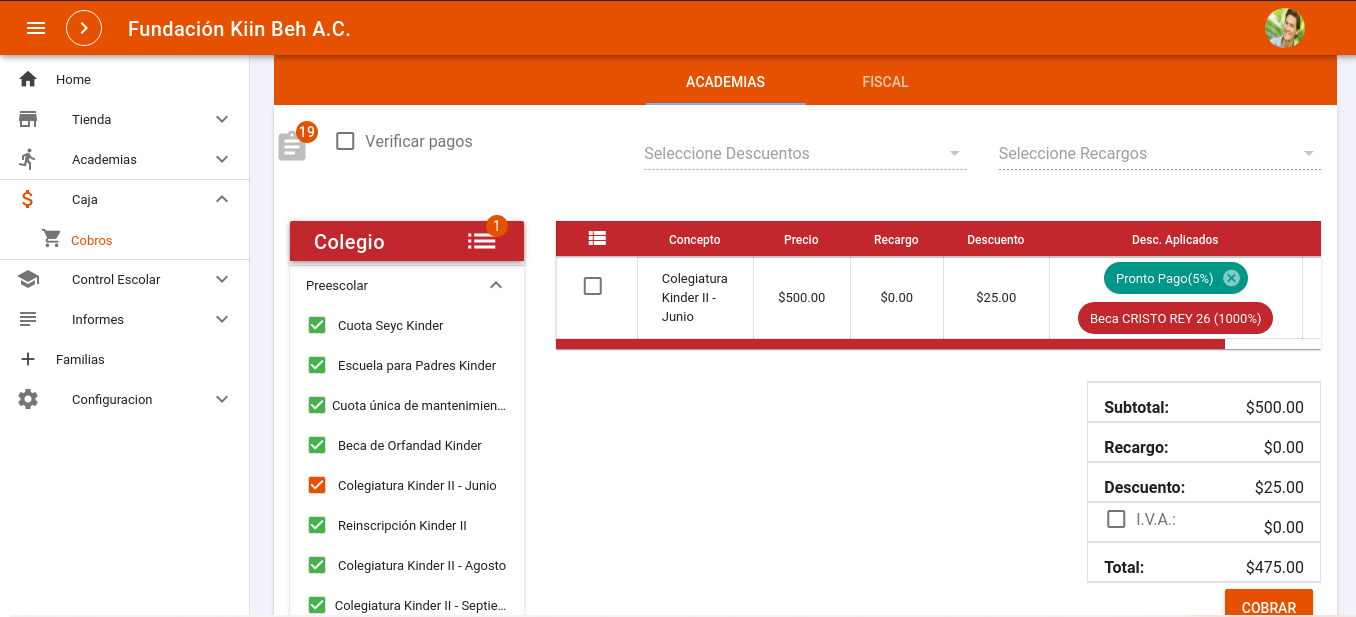 Fundación Kiin Beh A.C.
Home
Tienda
Academias
Caja
Cobros
Control Escolar
Informes
Familias
Configuracion
ACADEMIAS
FISCAL
19
Verificar pagos
Seleccione Descuentos
Seleccione Recargos
Colegio
1
Preescolar
Cuota Seyc Kinder
Escuela para Padres Kinder
Cuota única de mantenimien...
Beca de Orfandad Kinder
Colegiatura Kinder II - Junio
Reinscripción Kinder II
Colegiatura Kinder II - Agosto
Colegiatura Kinder II - Septie...
Concepto Precio Recargo Descuento Desc. Aplicados
Colegiatura
Kinder II -
Junio
$500.00
$0.00
$25.00
Pronto Pago(5%)
Beca CRISTO REY 26 (1000%)
Subtotal: $500.00
Recargo: $0.00
Descuento: $25.00
I.V.A.: $0.00
Total: $475.00
COBRAR